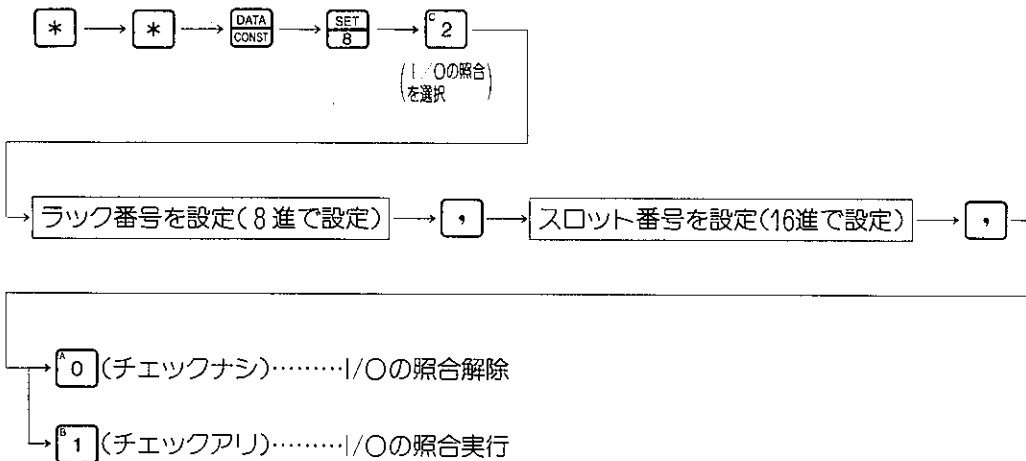 * → * → DATA CONST → SET 8 → C 2
(I/Oの照合
を選択)
→ ラック番号を設定(8進で設定) → , → スロット番号を設定(16進で設定) → ,
→ A 0 (チェックナシ)………I/Oの照合解除
→ B 1 (チェックアリ)………I/Oの照合実行